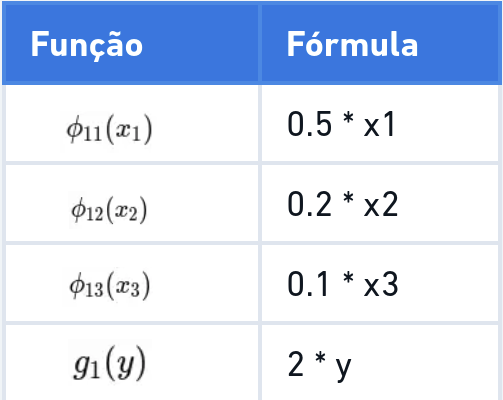 Função Fórmula
ϕ₁₁(x₁) 0.5 * x1
ϕ₁₂(x₂) 0.2 * x2
ϕ₁₃(x₃) 0.1 * x3
g₁(y) 2 * y